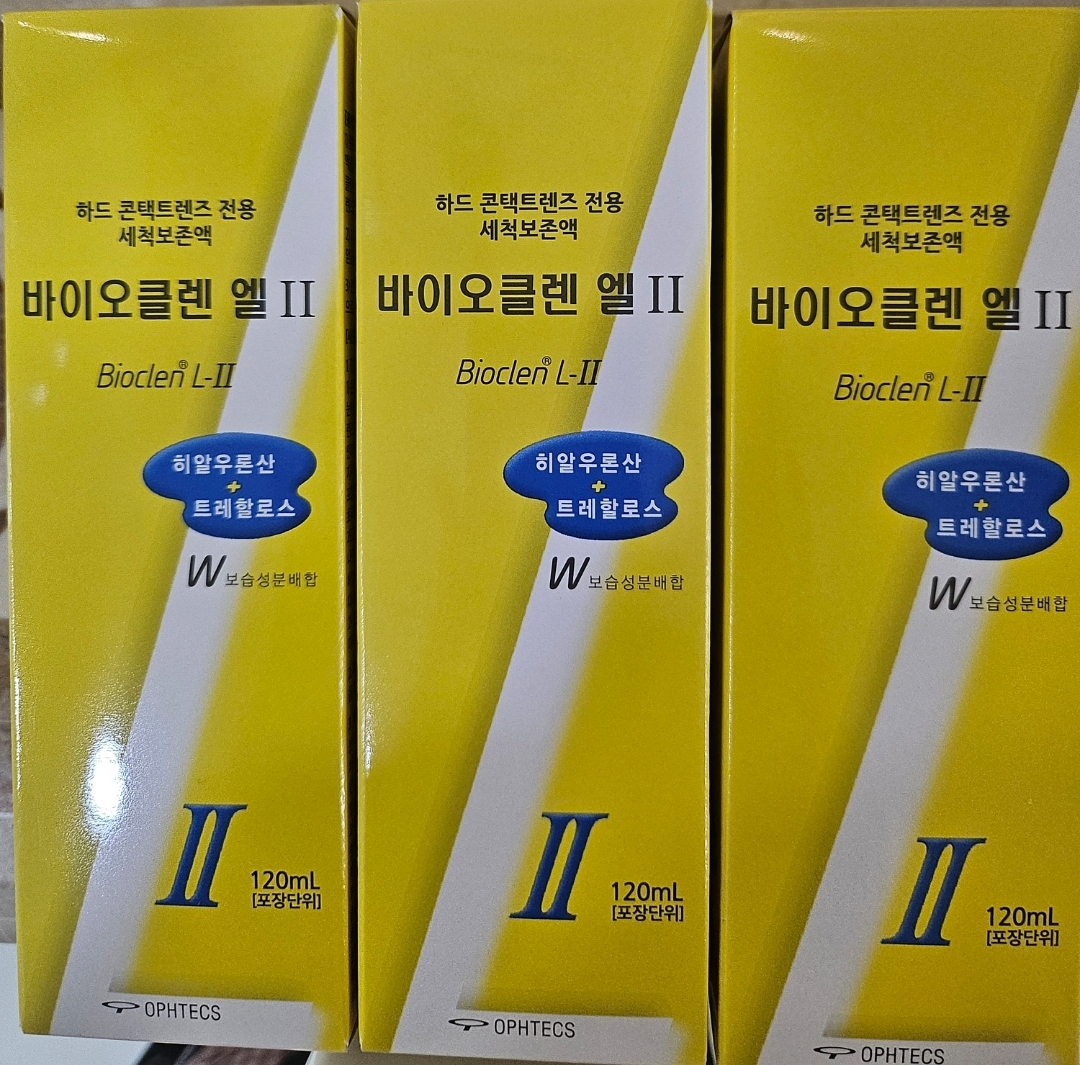 하드 콘택트렌즈 전용
세척보존액
바이오클렌 엘 II
Bioclen® L-II
히알우론산
+
트레할로스
W 보습성분배합
II
120mL
[포장단위]
OPHTECS
하드 콘택트렌즈 전용
세척보존액
바이오클렌 엘 II
Bioclen® L-II
히알우론산
+
트레할로스
W 보습성분배합
II
120mL
[포장단위]
OPHTECS
하드 콘택트렌즈 전용
세척보존액
바이오클렌 엘 II
Bioclen® L-II
히알우론산
+
트레할로스
W 보습성분배합
II
120mL
[포장단위]
OPHTECS